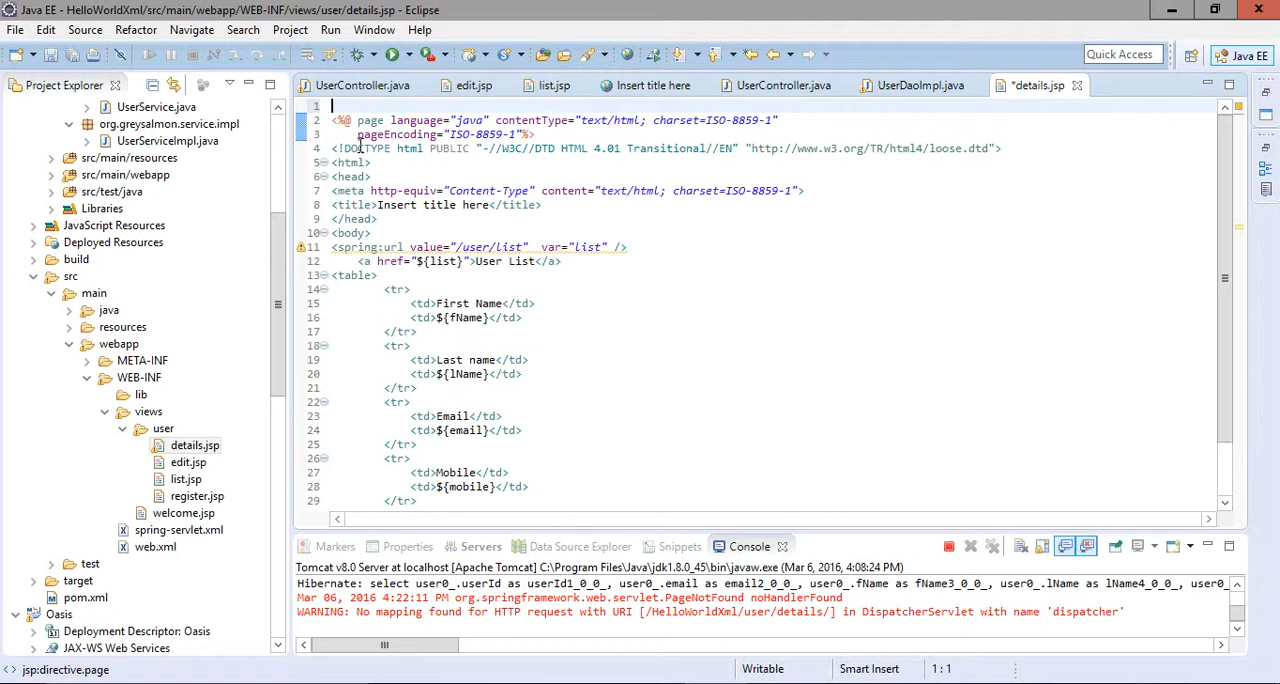 Java EE - HelloWorldXml/src/main/webapp/WEB-INF/views/user/details.jsp - Eclipse
File Edit Source Refactor Navigate Search Project Run Window Help
Quick Access
Java EE
Project Explorer
UserService.java
org.greysalmon.service.impl
UserServiceImpl.java
src/main/resources
src/main/webapp
src/test/java
Libraries
JavaScript Resources
Deployed Resources
build
src
main
java
resources
webapp
META-INF
WEB-INF
lib
views
user
details.jsp
edit.jsp
list.jsp
register.jsp
welcome.jsp
spring-servlet.xml
web.xml
test
target
pom.xml
Oasis
Deployment Descriptor: Oasis
JAX-WS Web Services
UserController.java edit.jsp list.jsp Insert title here UserController.java UserDaoImpl.java *details.jsp
1
2 <%@ page language="java" contentType="text/html; charset=ISO-8859-1"
3 pageEncoding="ISO-8859-1"%>
4 <!DOCTYPE html PUBLIC "-//W3C//DTD HTML 4.01 Transitional//EN" "http://www.w3.org/TR/html4/loose.dtd">
5 <html>
6 <head>
7 <meta http-equiv="Content-Type" content="text/html; charset=ISO-8859-1">
8 <title>Insert title here</title>
9 </head>
10 <body>
11 <spring:url value="/user/list" var="list" />
12 <a href="${list}">User List</a>
13 <table>
14 <tr>
15 <td>First Name</td>
16 <td>${fName}</td>
17 </tr>
18 <tr>
19 <td>Last name</td>
20 <td>${lName}</td>
21 </tr>
22 <tr>
23 <td>Email</td>
24 <td>${email}</td>
25 </tr>
26 <tr>
27 <td>Mobile</td>
28 <td>${mobile}</td>
29 </tr>
Markers Properties Servers Data Source Explorer Snippets Console
Tomcat v8.0 Server at localhost [Apache Tomcat] C:\Program Files\Java\jdk1.8.0_45\bin\javaw.exe (Mar 6, 2016 4:08:24 PM)
Hibernate: select user0_.userId as userId1_0_0_, user0_.email as email2_0_0_, user0_.fName as fName3_0_0_, user0_.lName as lName4_0_0_, user0_
Mar 06, 2016 4:22:11 PM org.springframework.web.servlet.PageNotFound noHandlerFound
WARNING: No mapping found for HTTP request with URI [/HelloWorldXml/user/details/] in DispatcherServlet with name 'dispatcher'
jsp:directive.page
Writable
Smart Insert
1 : 1